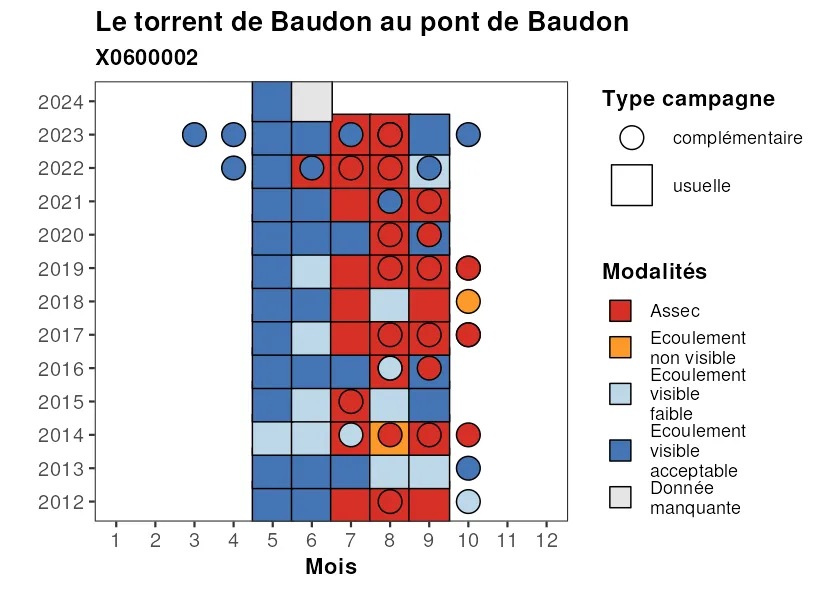 Le torrent de Baudon au pont de Baudon
X0600002
2024
2023
2022
2021
2020
2019
2018
2017
2016
2015
2014
2013
2012
1 2 3 4 5 6 7 8 9 10 11 12
Mois
Type campagne
complémentaire
usuelle
Modalités
Assec
Ecoulement
non visible
Ecoulement
visible
faible
Ecoulement
visible
acceptable
Donnée
manquante